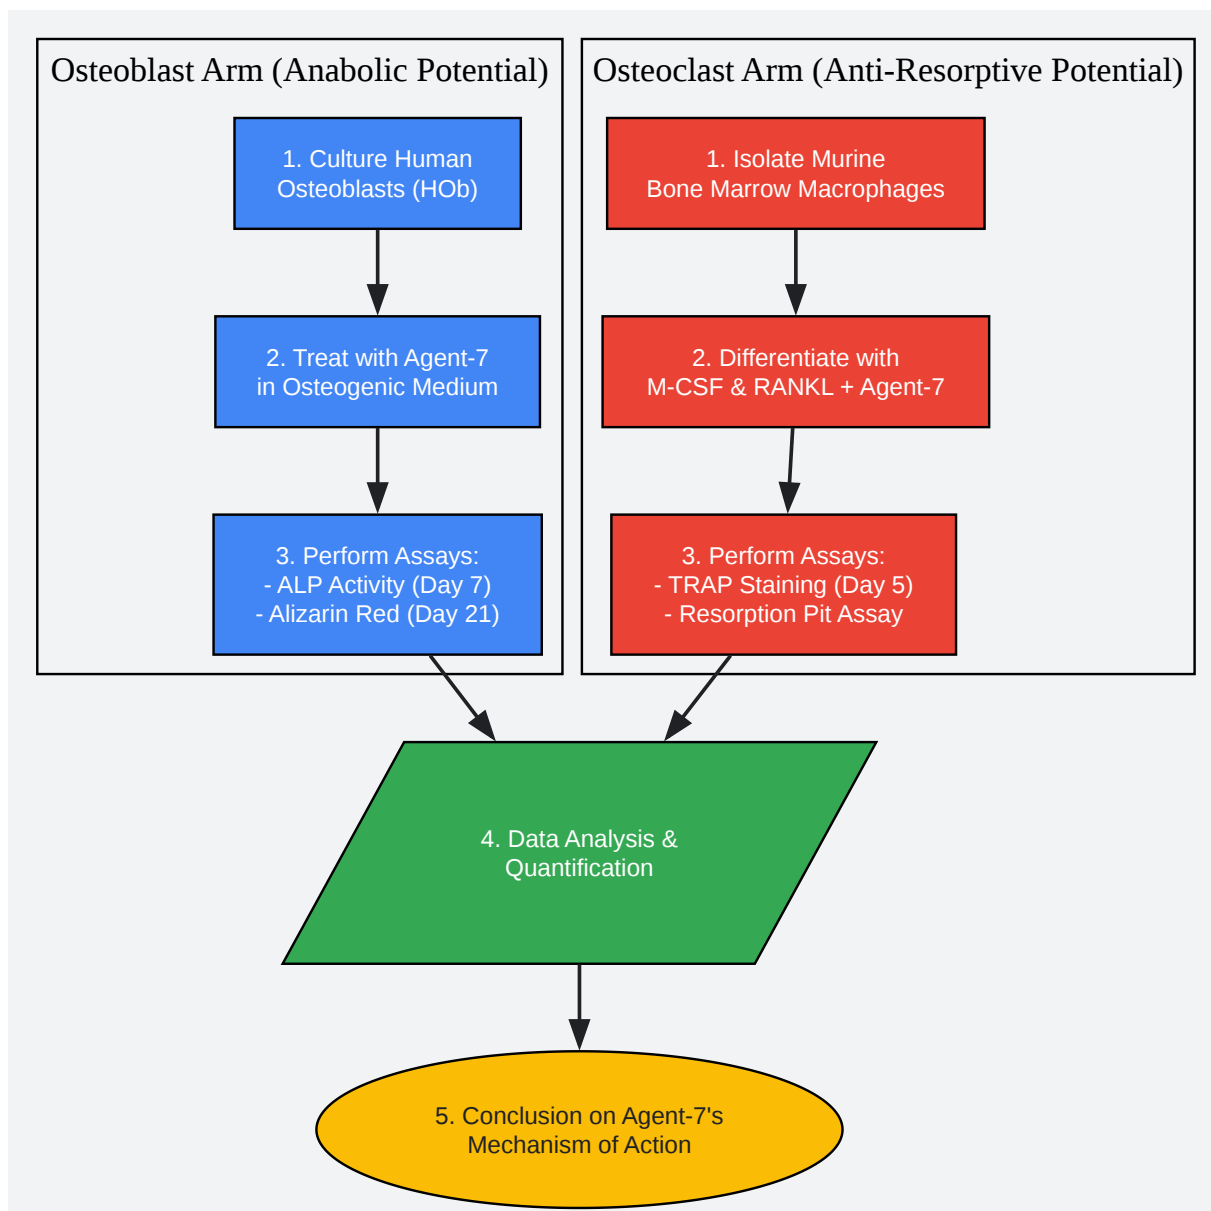 Osteoblast Arm (Anabolic Potential)
1. Culture Human
Osteoblasts (HOb)
2. Treat with Agent-7
in Osteogenic Medium
3. Perform Assays:
- ALP Activity (Day 7)
- Alizarin Red (Day 21)
Osteoclast Arm (Anti-Resorptive Potential)
1. Isolate Murine
Bone Marrow Macrophages
2. Differentiate with
M-CSF & RANKL + Agent-7
3. Perform Assays:
- TRAP Staining (Day 5)
- Resorption Pit Assay
4. Data Analysis &
Quantification
5. Conclusion on Agent-7's
Mechanism of Action